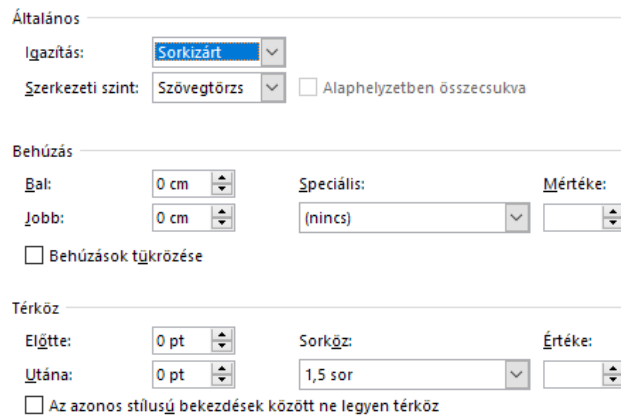 Általános
Igazítás: Sorkizárt
Szerkezeti szint: Szövegtörzs Alaphelyzetben összecsukva
Behúzás
Bal: 0 cm Speciális: Mértéke:
Jobb: 0 cm (nincs)
Behúzások tükrözése
Térköz
Előtte: 0 pt Sorköz: Értéke:
Utána: 0 pt 1,5 sor
Az azonos stílusú bekezdések között ne legyen térköz